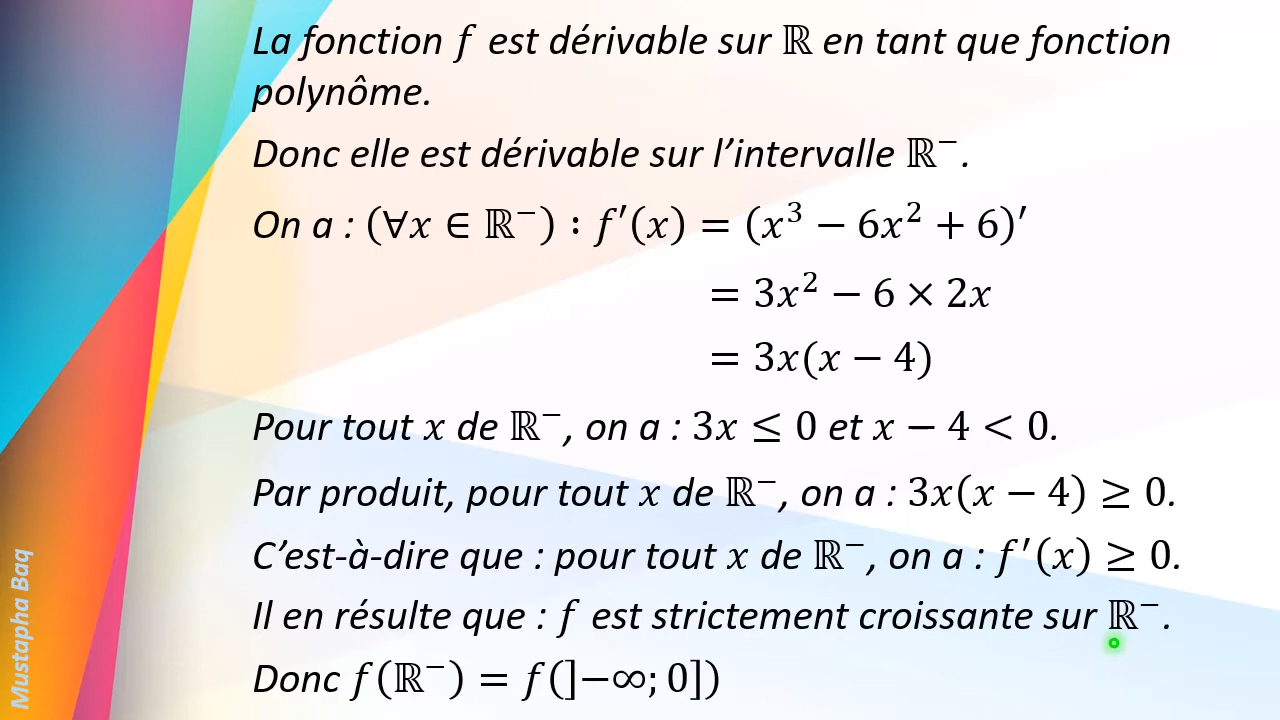 La fonction f est dérivable sur ℝ en tant que fonction
polynôme.
Donc elle est dérivable sur l’intervalle ℝ⁻.
On a : (∀x ∈ ℝ⁻) : f′(x) = (x³ − 6x² + 6)′
= 3x² − 6 × 2x
= 3x(x − 4)
Pour tout x de ℝ⁻, on a : 3x ≤ 0 et x − 4 < 0.
Par produit, pour tout x de ℝ⁻, on a : 3x(x − 4) ≥ 0.
C’est-à-dire que : pour tout x de ℝ⁻, on a : f′(x) ≥ 0.
Il en résulte que : f est strictement croissante sur ℝ⁻.
Donc f(ℝ⁻) = f(]−∞; 0])
Mustapha Baq